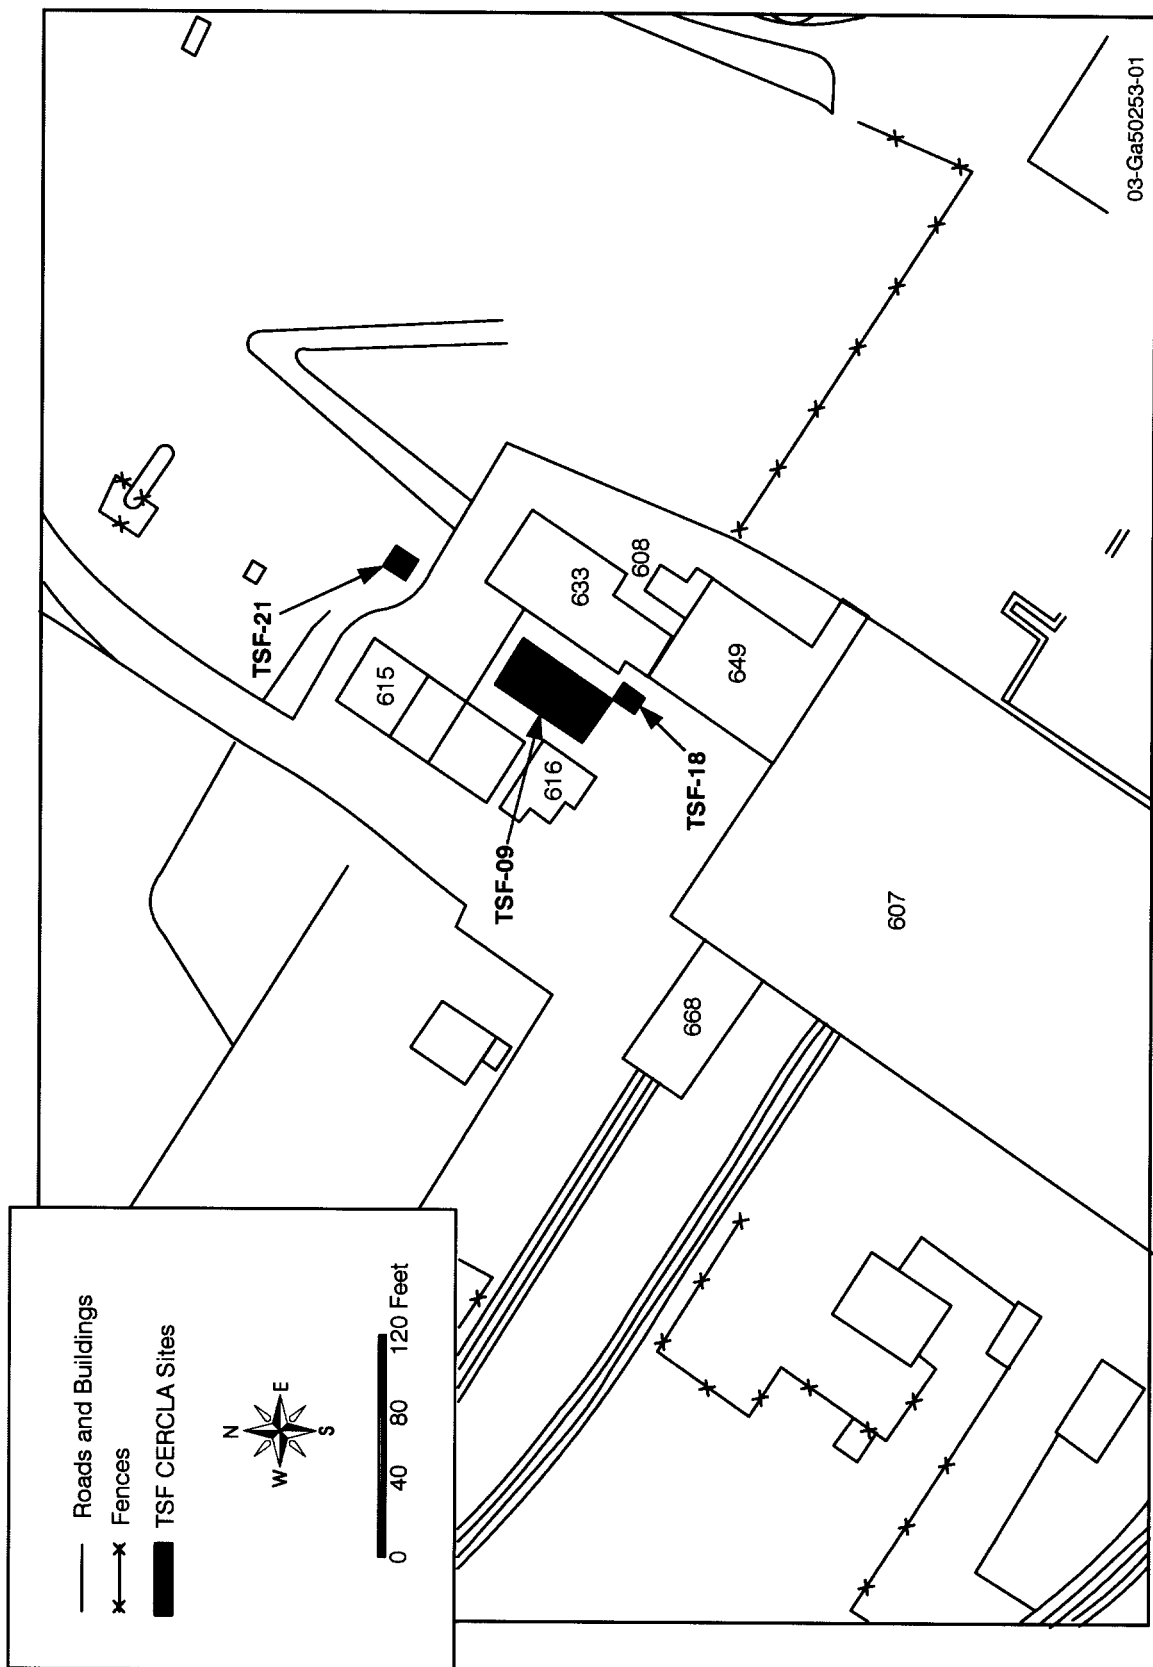 Roads and Buildings
Fences
TSF CERCLA Sites
N
W
E
S
0
40
80
120 Feet
TSF-21
615
633
608
TSF-09
616
TSF-18
649
668
607
03-Ga50253-01